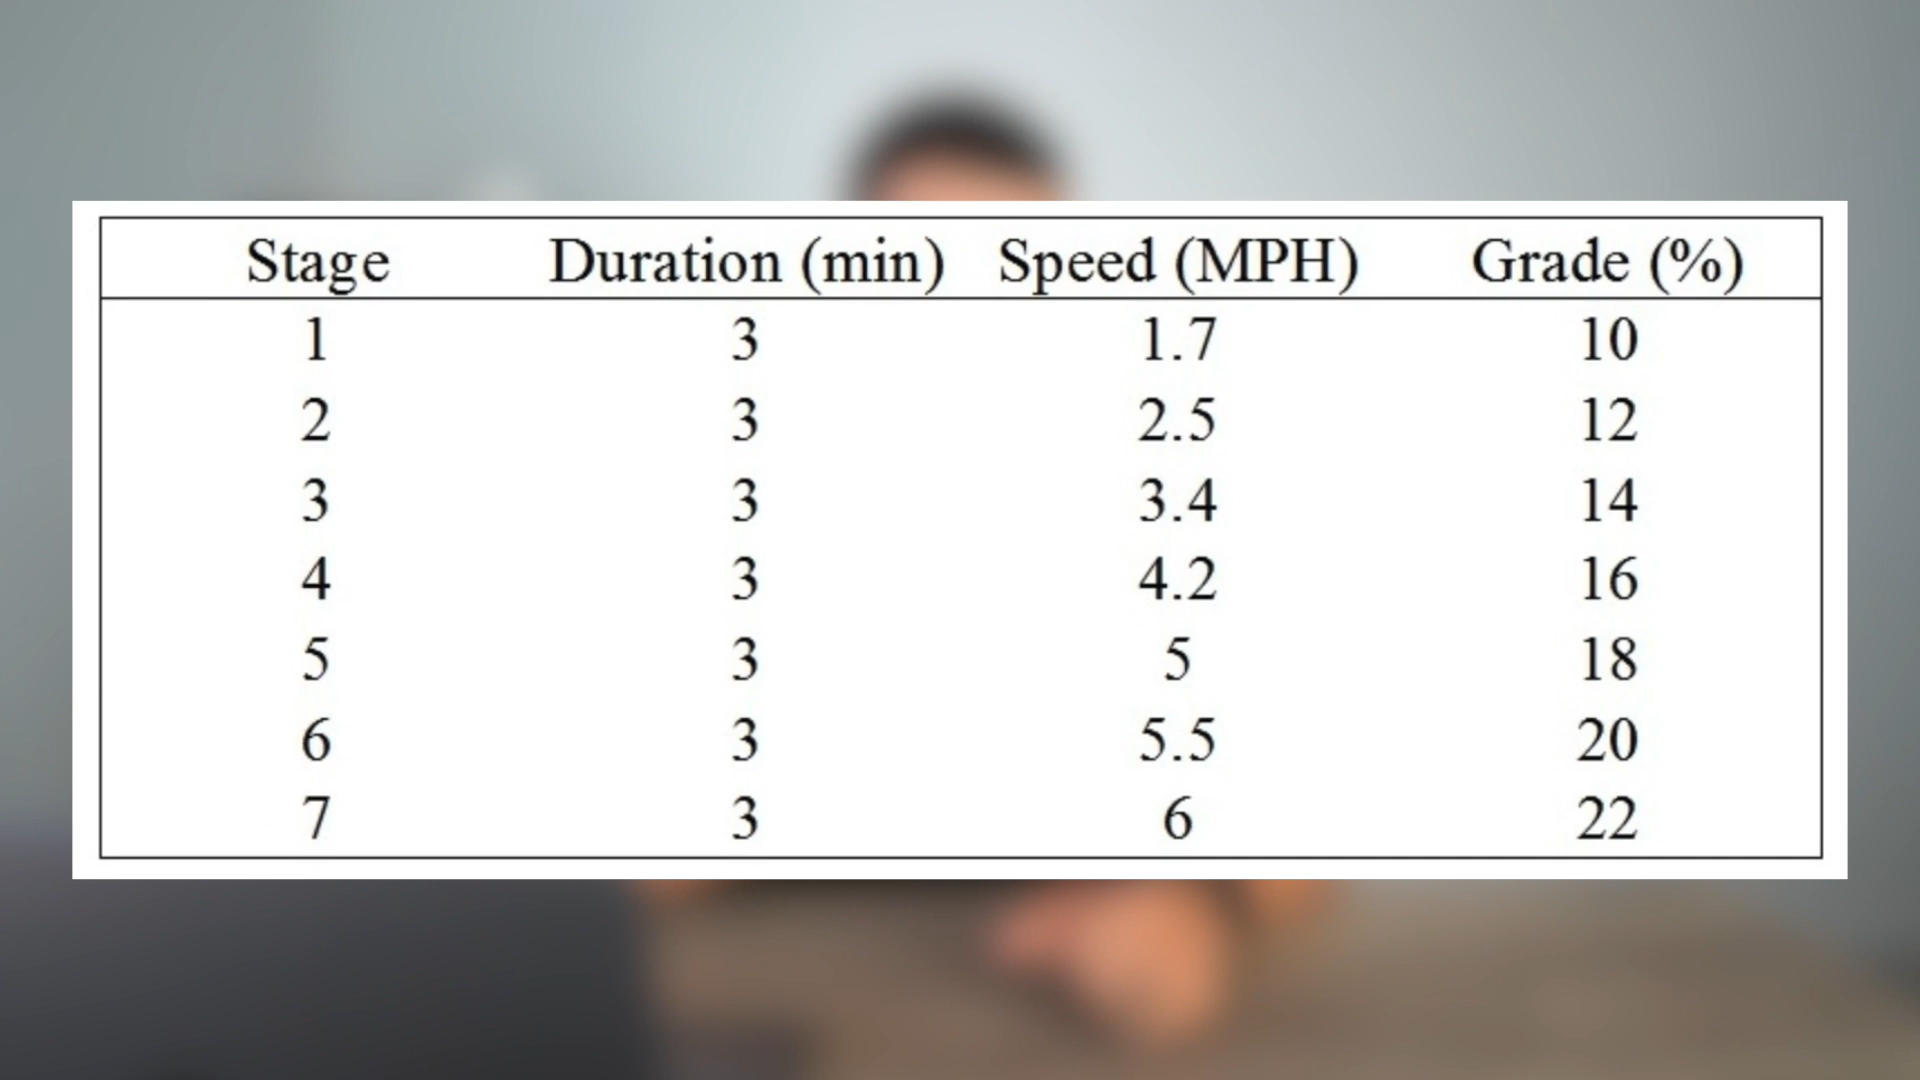 Stage Duration (min) Speed (MPH) Grade (%)
1 3 1.7 10
2 3 2.5 12
3 3 3.4 14
4 3 4.2 16
5 3 5 18
6 3 5.5 20
7 3 6 22